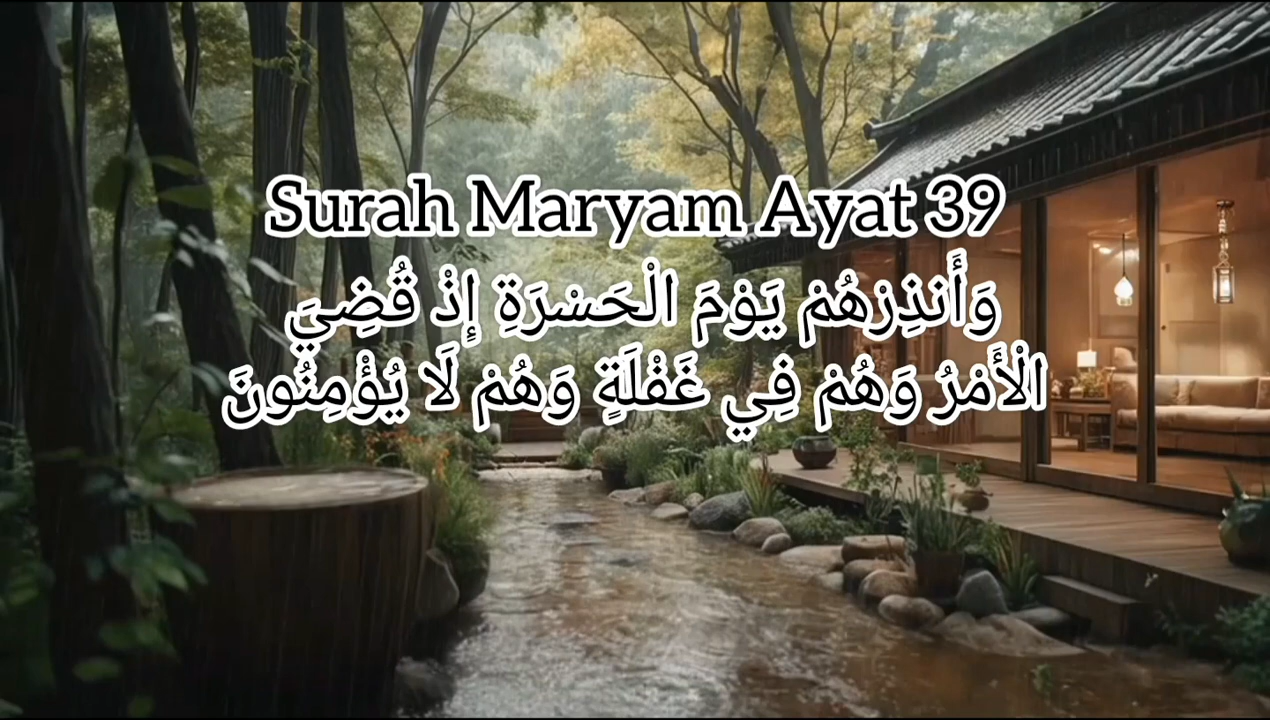 Surah Maryam Ayat 39
وَأَنذِرْهُمْ يَوْمَ الْحَسْرَةِ إِذْ قُضِيَ
الْأَمْرُ وَهُمْ فِي غَفْلَةٍ وَهُمْ لَا يُؤْمِنُونَ